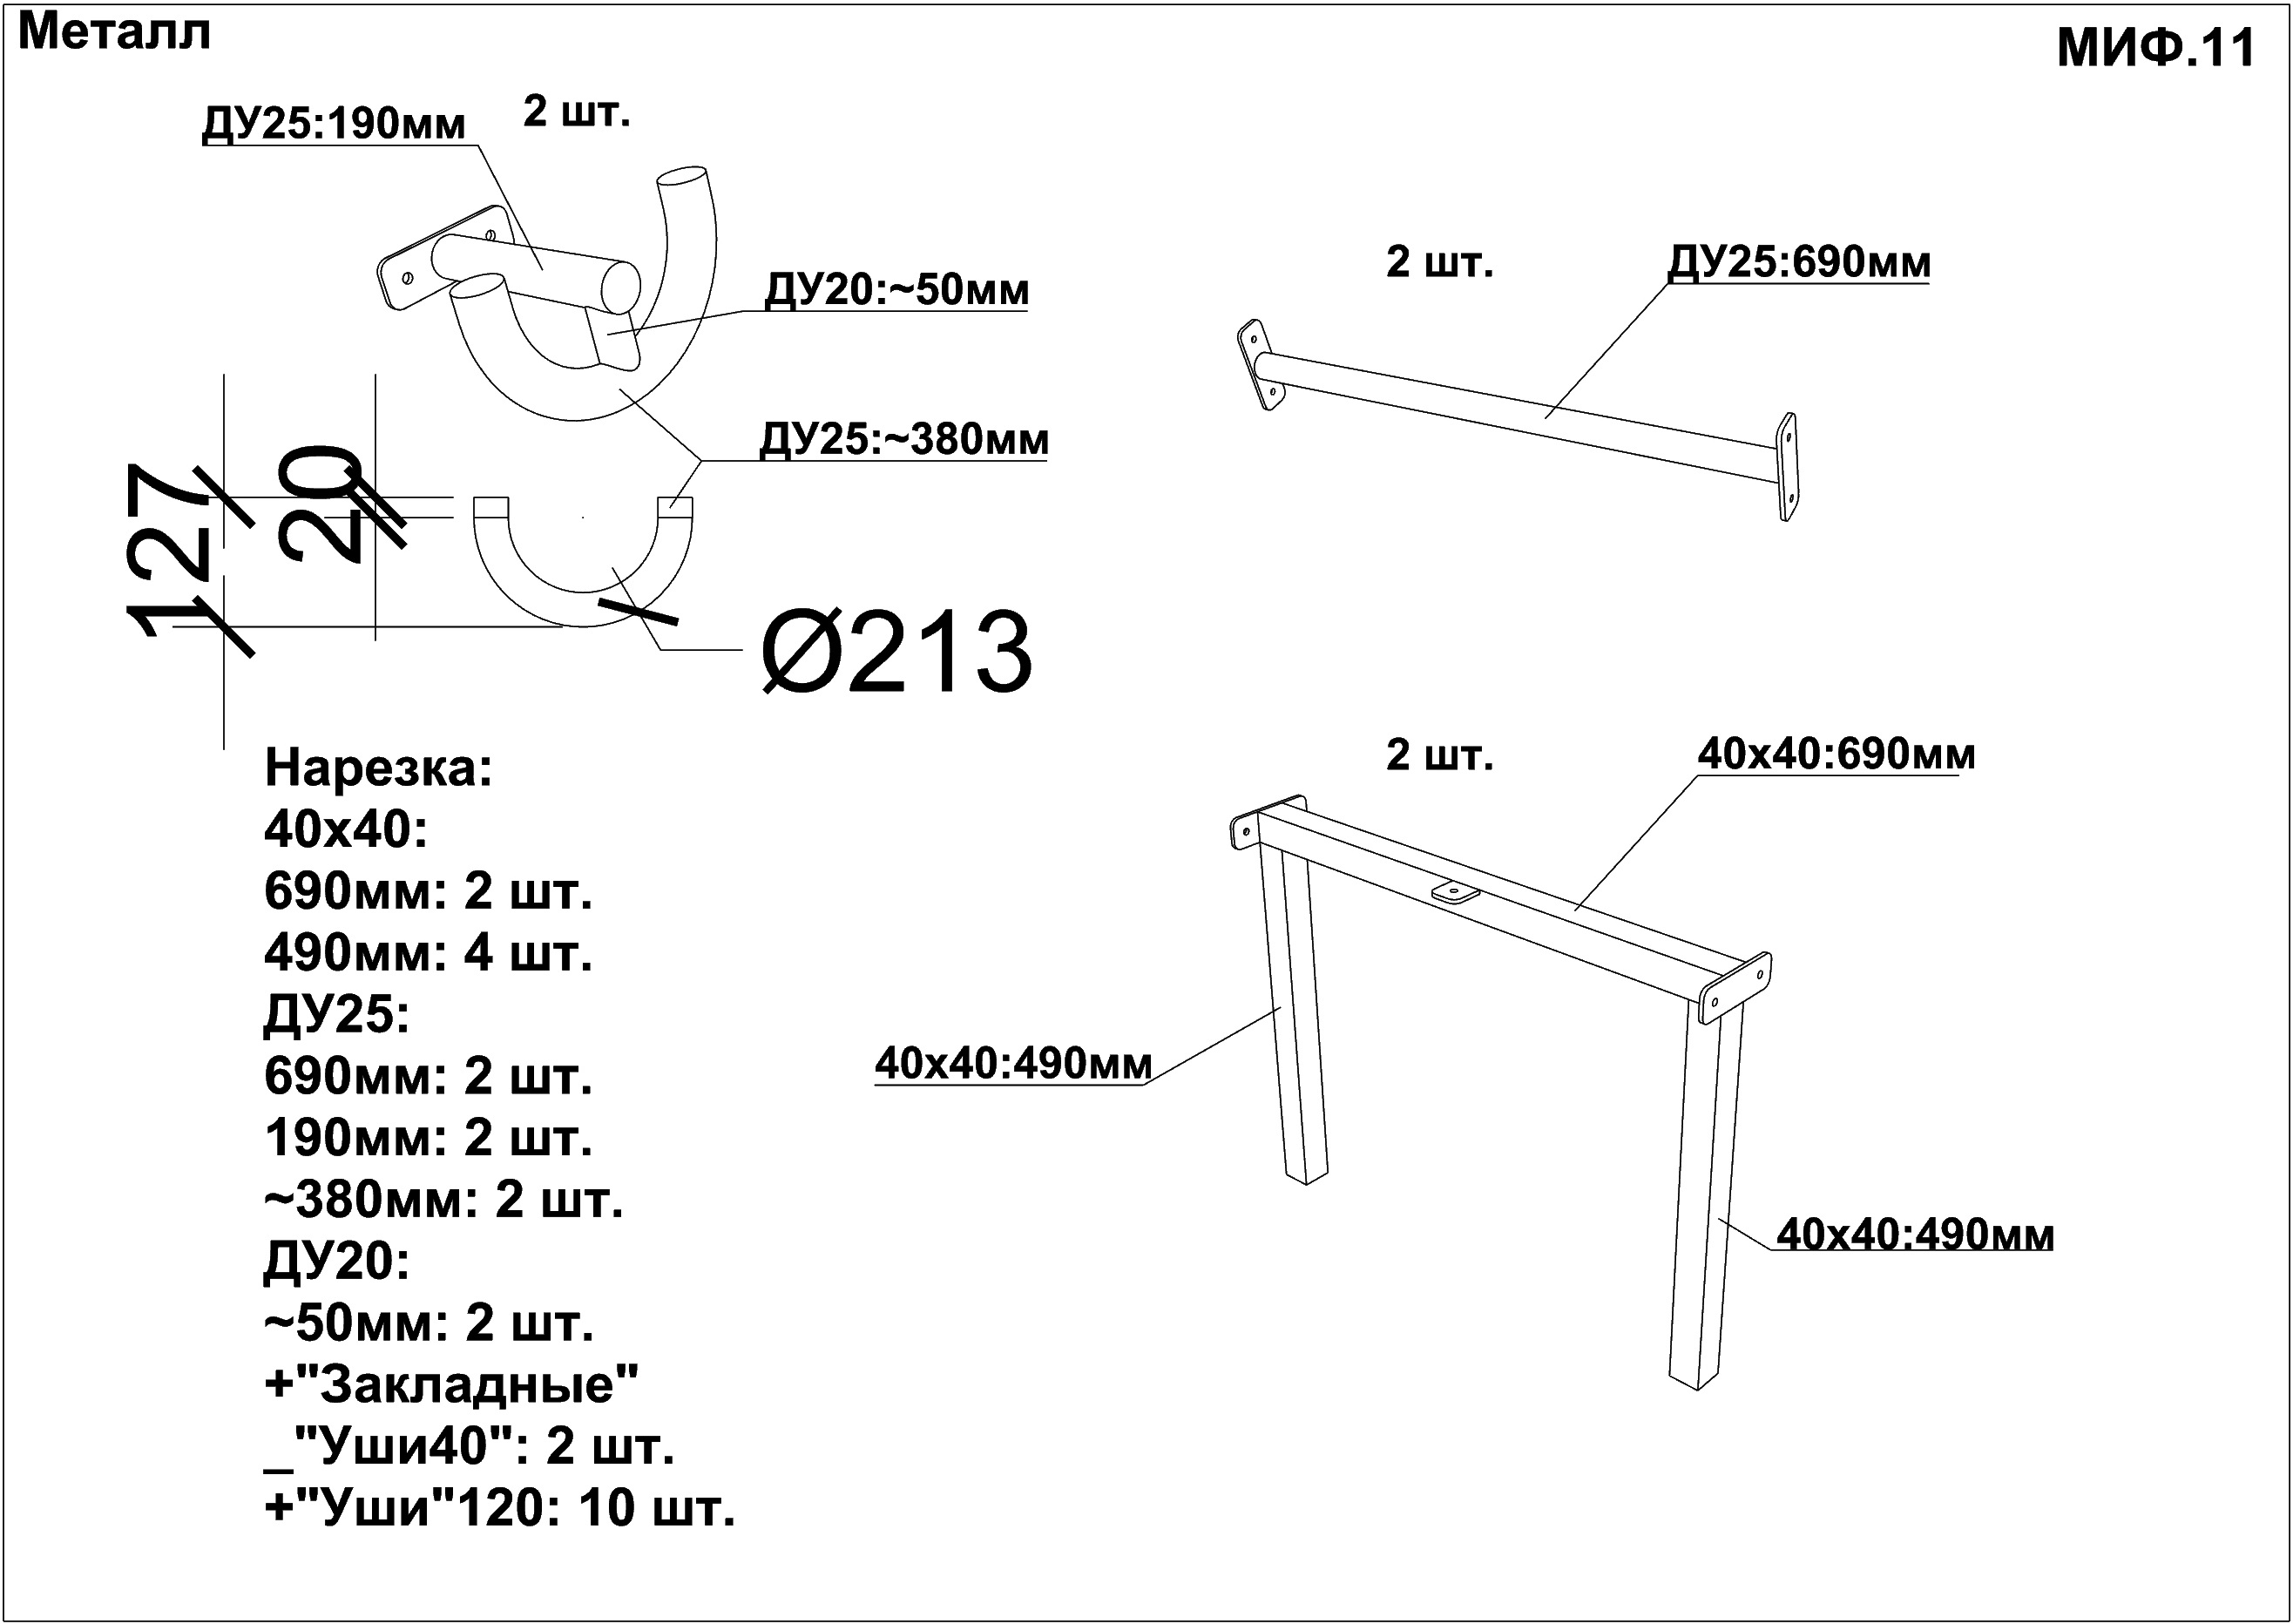 Металл
МИФ.11
ДУ25:190мм
2 шт.
ДУ20:~50мм
ДУ25:~380мм
127
20
Ø213
2 шт.
ДУ25:690мм
2 шт.
40х40:690мм
40х40:490мм
40х40:490мм
Нарезка:
40х40:
690мм: 2 шт.
490мм: 4 шт.
ДУ25:
690мм: 2 шт.
190мм: 2 шт.
~380мм: 2 шт.
ДУ20:
~50мм: 2 шт.
+"Закладные"
_"Уши40": 2 шт.
+"Уши"120: 10 шт.